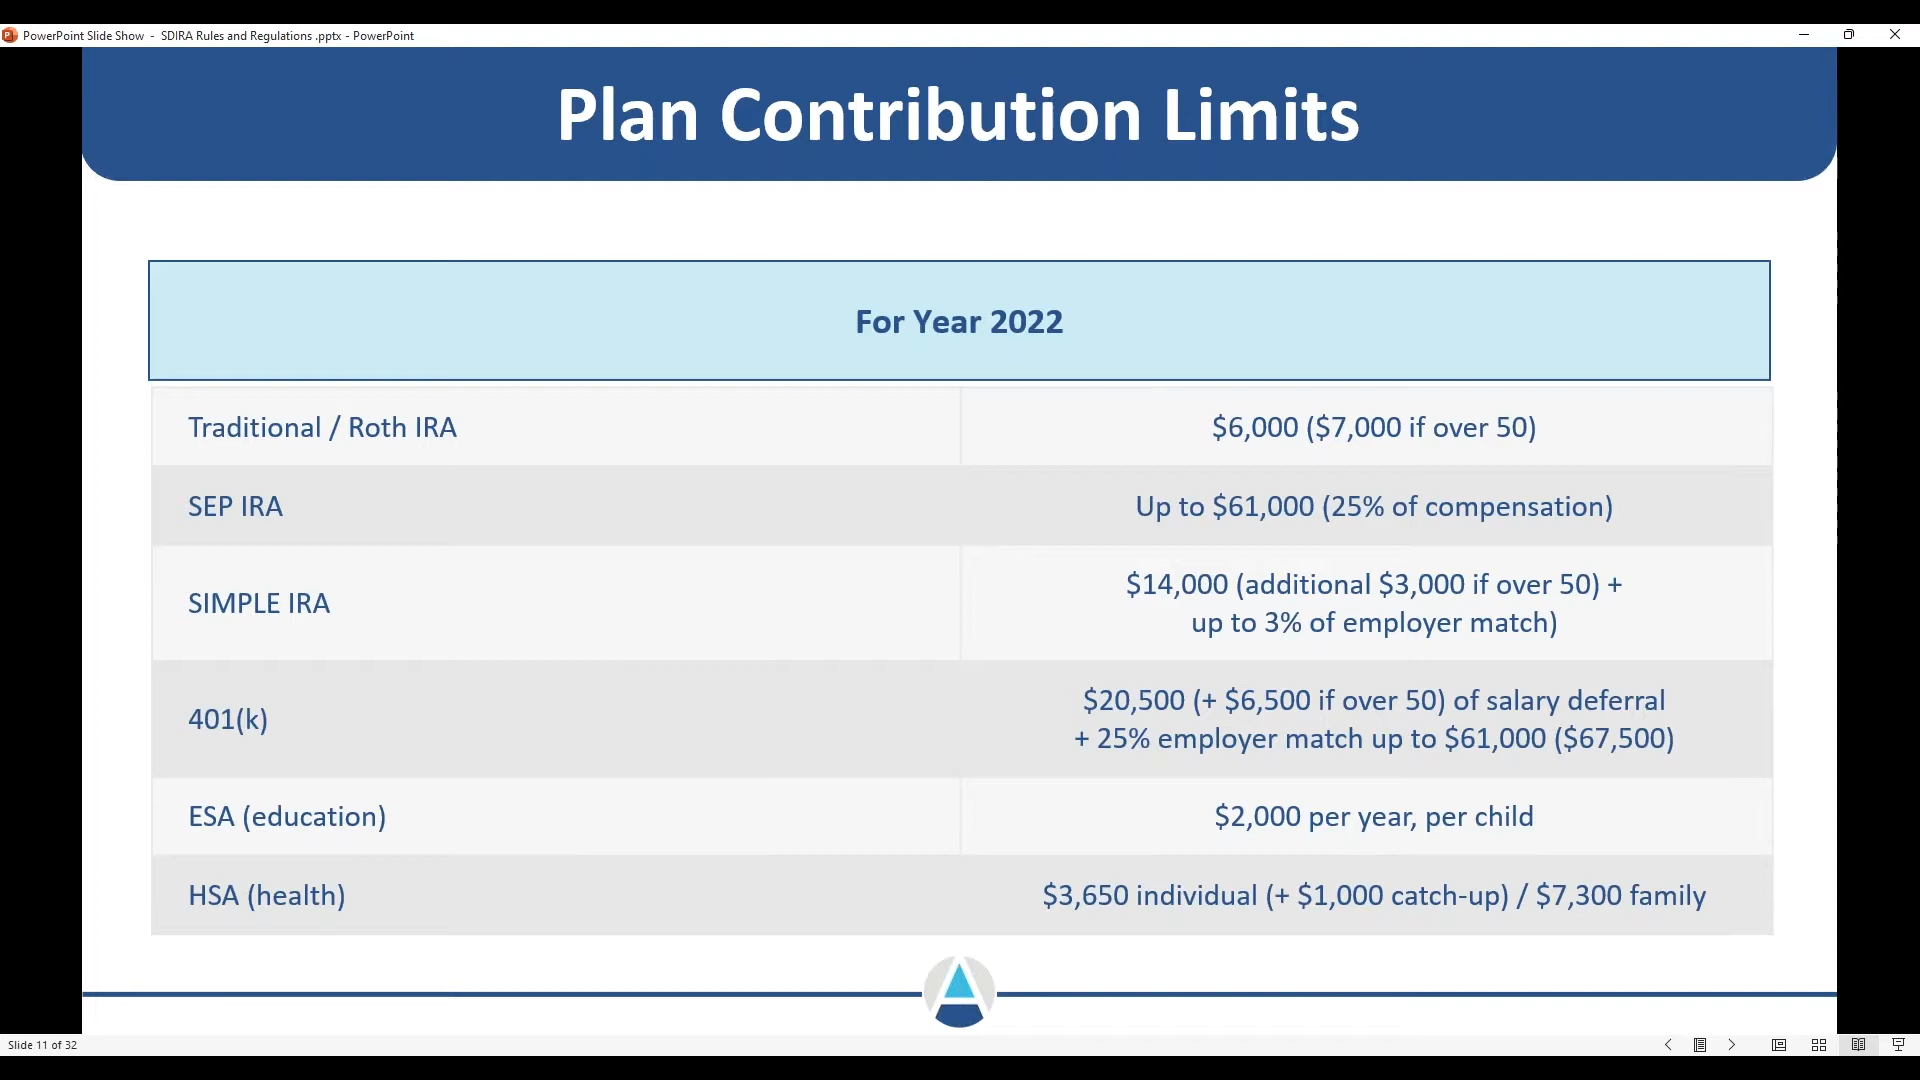 PowerPoint Slide Show - SDIRA Rules and Regulations .pptx - PowerPoint
Plan Contribution Limits
For Year 2022
Traditional / Roth IRA
$6,000 ($7,000 if over 50)
SEP IRA
Up to $61,000 (25% of compensation)
SIMPLE IRA
$14,000 (additional $3,000 if over 50) +
up to 3% of employer match)
401(k)
$20,500 (+ $6,500 if over 50) of salary deferral
+ 25% employer match up to $61,000 ($67,500)
ESA (education)
$2,000 per year, per child
HSA (health)
$3,650 individual (+ $1,000 catch-up) / $7,300 family
Slide 11 of 32